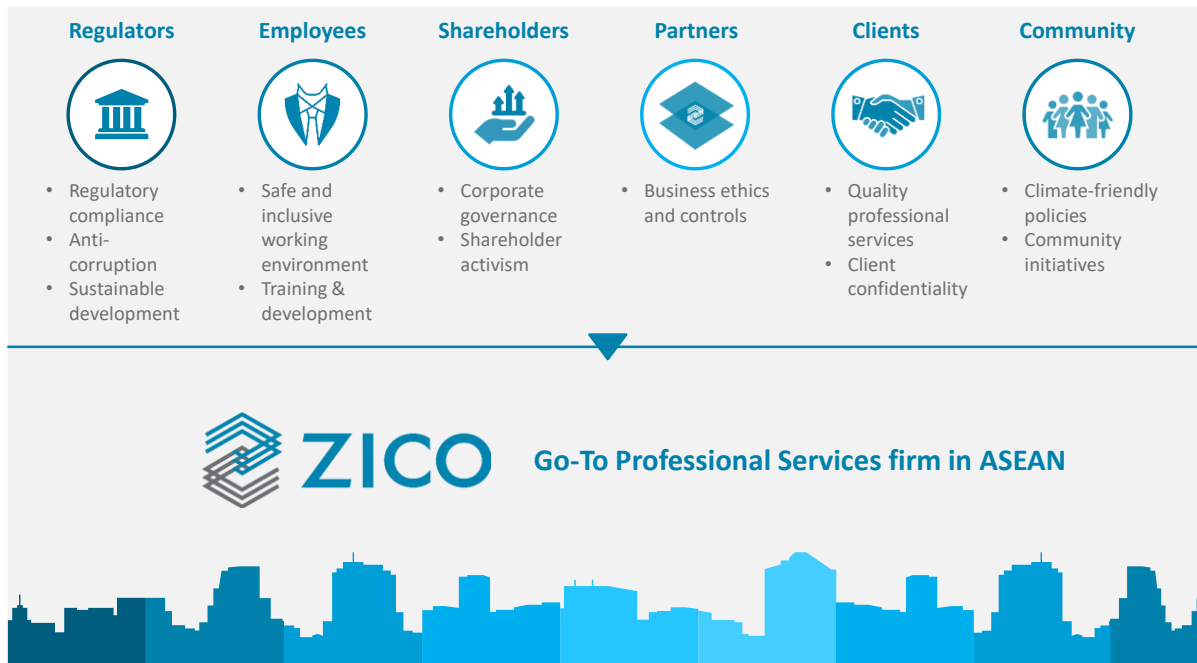 Regulators
Employees
Shareholders
Partners
Clients
Community
• Regulatory
compliance
• Anti-
corruption
• Sustainable
development
• Safe and
inclusive
working
environment
• Training &
development
• Corporate
governance
• Shareholder
activism
• Business ethics
and controls
• Quality
professional
services
• Client
confidentiality
• Climate-friendly
policies
• Community
initiatives
ZICO
Go-To Professional Services firm in ASEAN